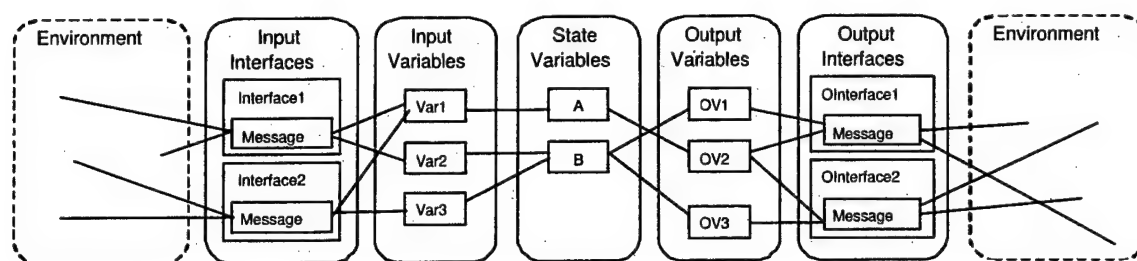 Environment
Input
Interfaces
Interface1
Message
Interface2
Message
Input
Variables
Var1
Var2
Var3
State
Variables
A
B
Output
Variables
OV1
OV2
OV3
Output
Interfaces
OInterface1
Message
OInterface2
Message
Environment